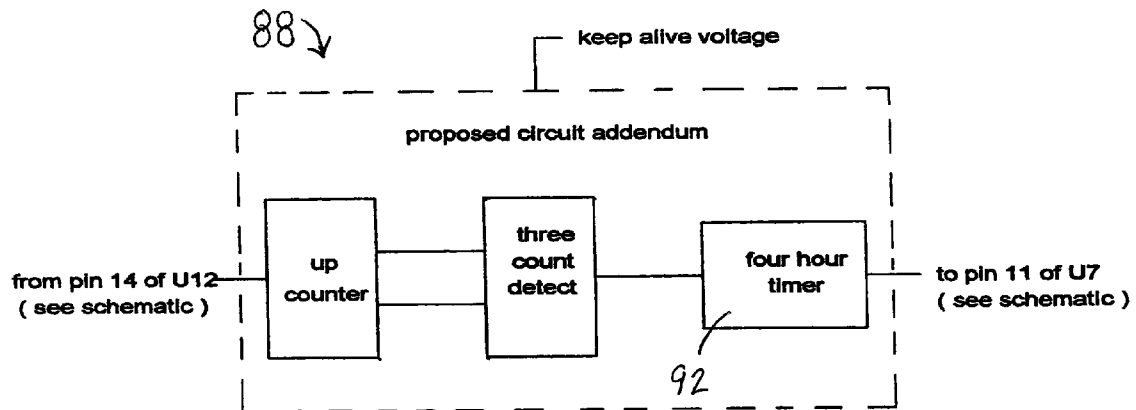 88
keep alive voltage
proposed circuit addendum
from pin 14 of U12
( see schematic )
up
counter
three
count
detect
four hour
timer
to pin 11 of U7
( see schematic )
92